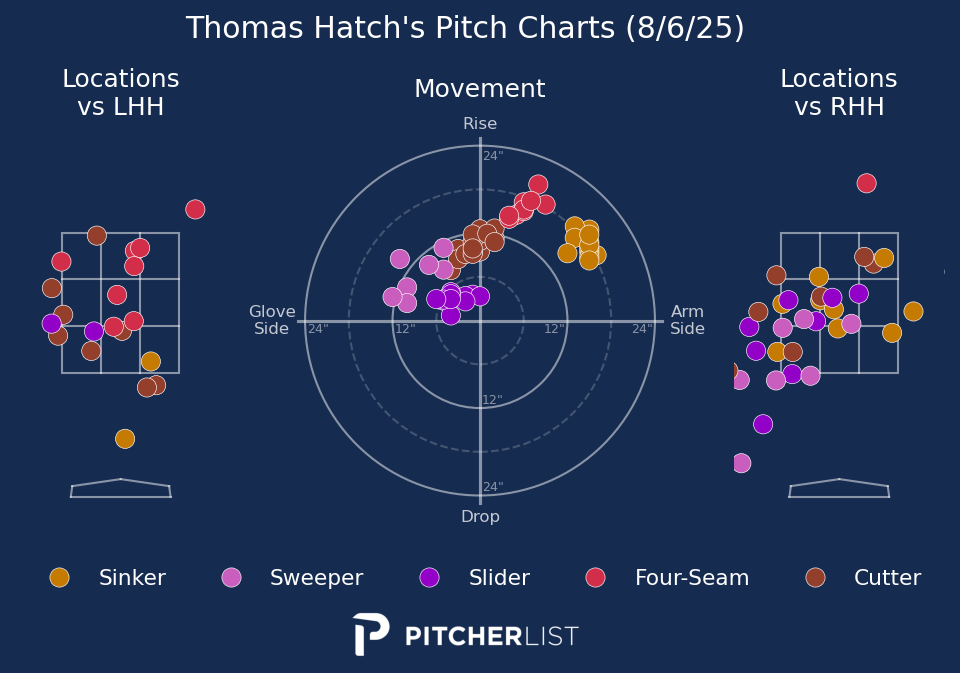 Thomas Hatch's Pitch Charts (8/6/25)
Locations
vs LHH
Movement
Locations
vs RHH
Rise
24"
Glove
Side
24"
12"
12"
24"
Arm
Side
12"
24"
Drop
Sinker
Sweeper
Slider
Four-Seam
Cutter
PITCHERLIST